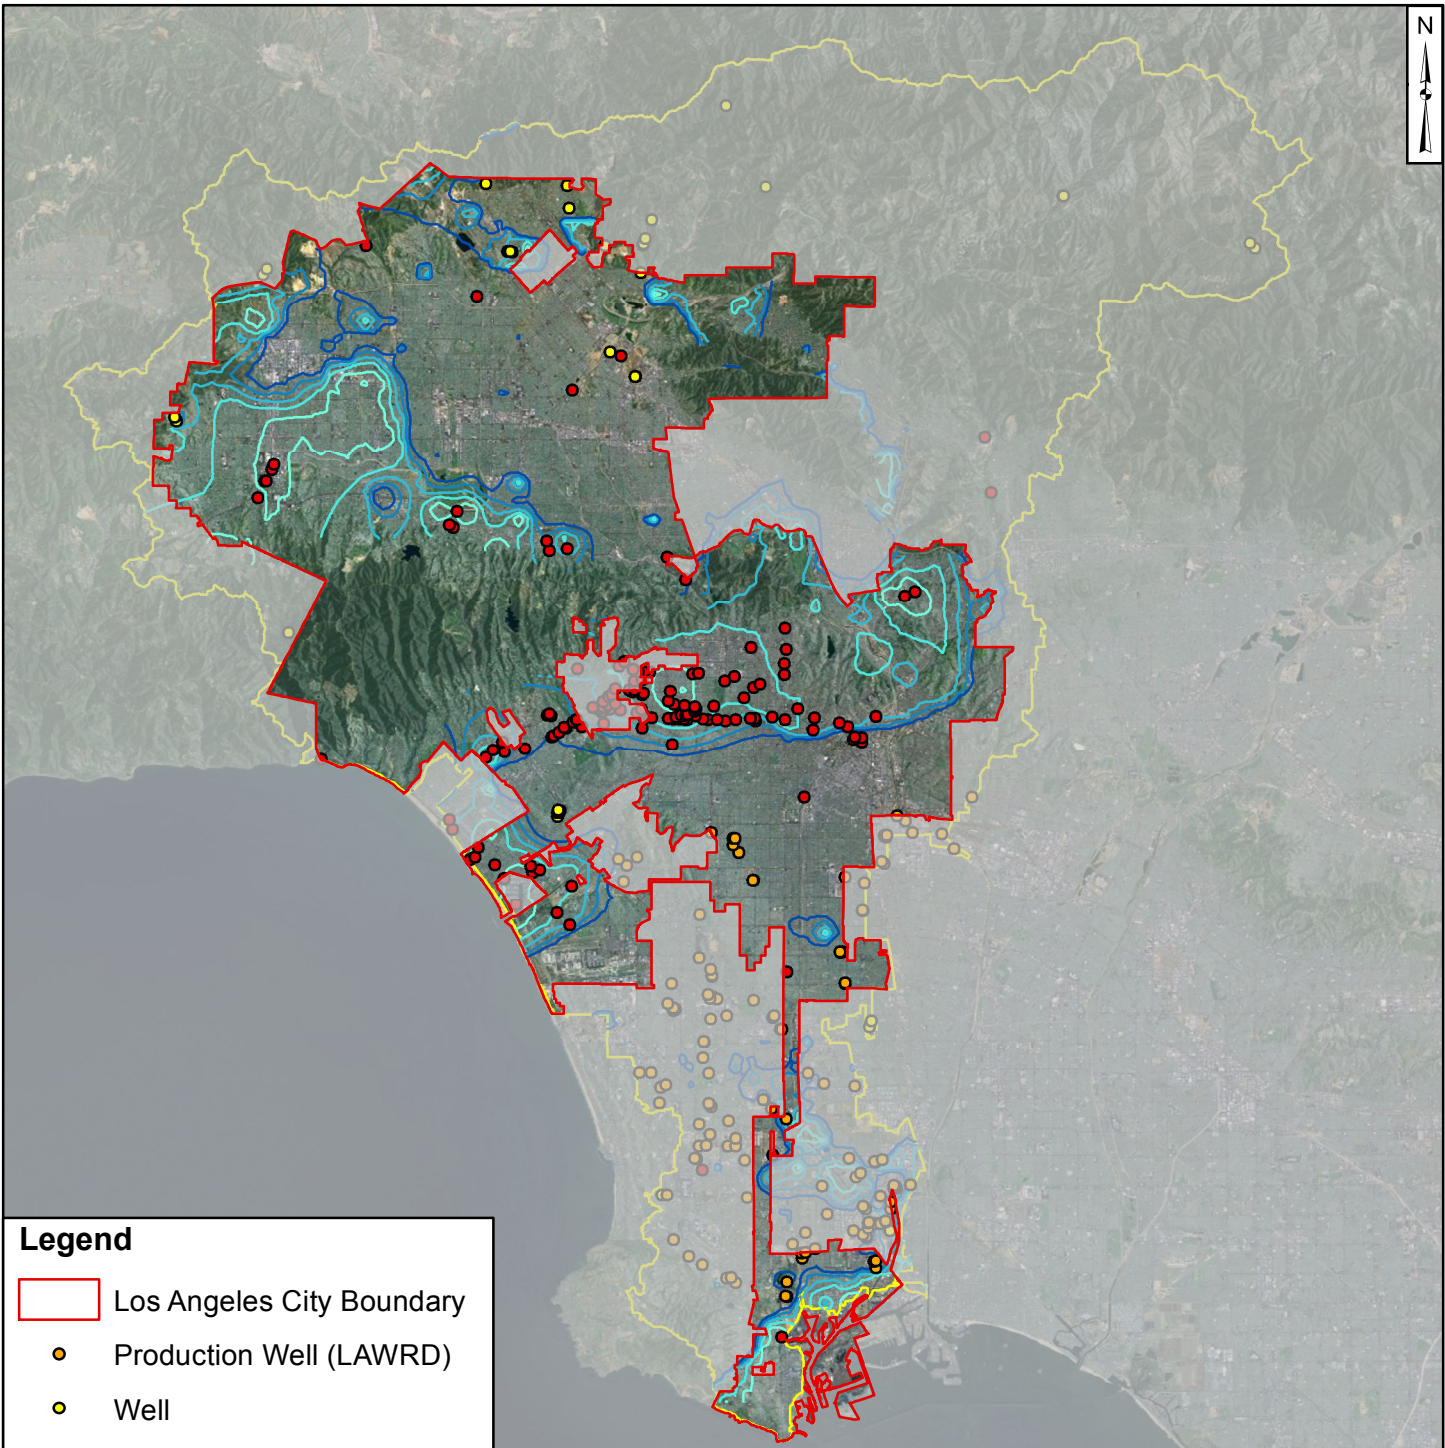 N
Legend
Los Angeles City Boundary
Production Well (LAWRD)
Well